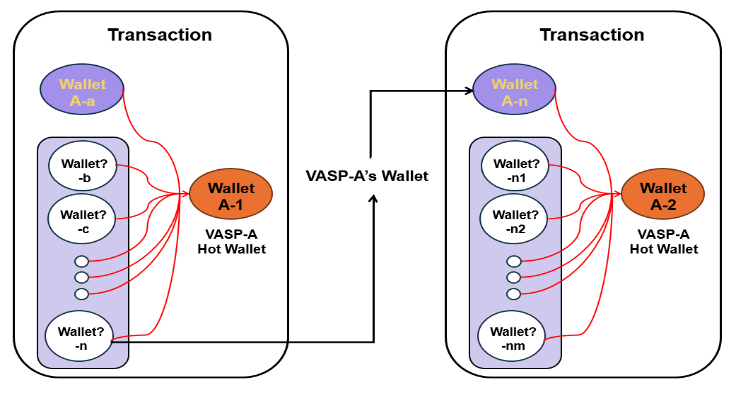 Transaction
Wallet
A-a
Wallet?
-b
Wallet?
-c
Wallet?
-n
Wallet
A-1
VASP-A
Hot Wallet
VASP-A's Wallet
Transaction
Wallet
A-n
Wallet?
-n1
Wallet?
-n2
Wallet?
-nm
Wallet
A-2
VASP-A
Hot Wallet